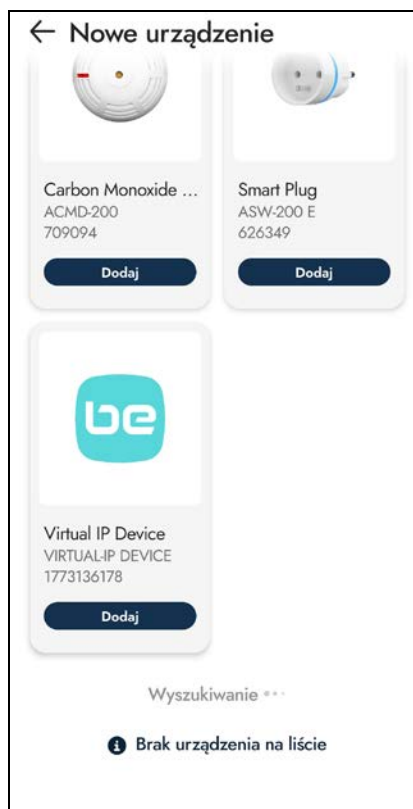 ← Nowe urządzenie
Carbon Monoxide ...
ACMD-200
709094
Dodaj
Smart Plug
ASW-200 E
626349
Dodaj
be
Virtual IP Device
VIRTUAL-IP DEVICE
1773136178
Dodaj
Wyszukiwanie
Brak urządzenia na liście